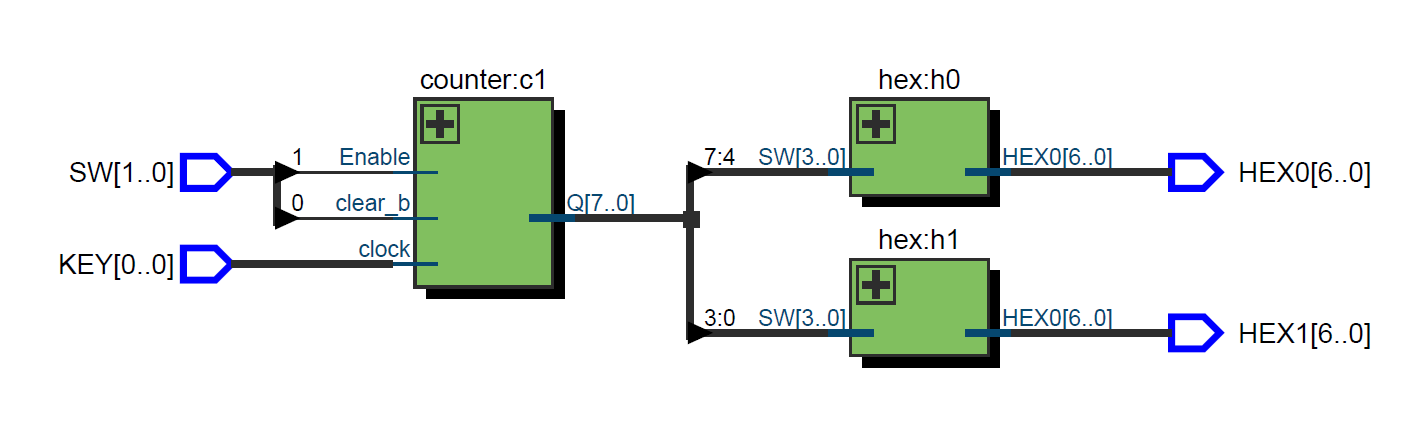 counter:c1
hex:h0
SW[1..0]
1
Enable
0
clear_b
Q[7..0]
7:4
SW[3..0]
HEX0[6..0]
HEX0[6..0]
KEY[0..0]
clock
hex:h1
3:0
SW[3..0]
HEX0[6..0]
HEX1[6..0]